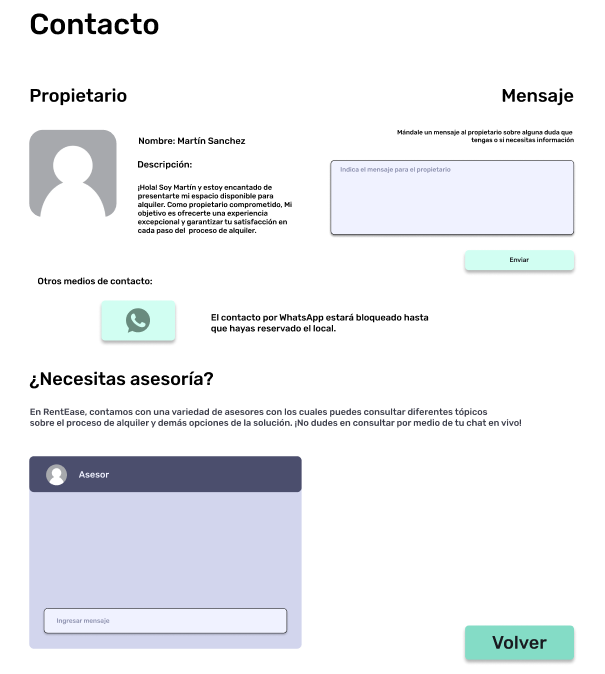 Contacto
Propietario
Mensaje
Nombre: Martín Sanchez
Descripción:
¡Hola! Soy Martín y estoy encantado de
presentarte mi espacio disponible para
alquiler. Como propietario comprometido, Mi
objetivo es ofrecerte una experiencia
excepcional y garantizar tu satisfacción en
cada paso del proceso de alquiler.
Mándale un mensaje al propietario sobre alguna duda que
tengas o si necesitas información
Indica el mensaje para el propietario
Enviar
Otros medios de contacto:
El contacto por WhatsApp estará bloqueado hasta
que hayas reservado el local.
¿Necesitas asesoría?
En RentEase, contamos con una variedad de asesores con los cuales puedes consultar diferentes tópicos
sobre el proceso de alquiler y demás opciones de la solución. ¡No dudes en consultar por medio de tu chat en vivo!
Asesor
Ingresar mensaje
Volver